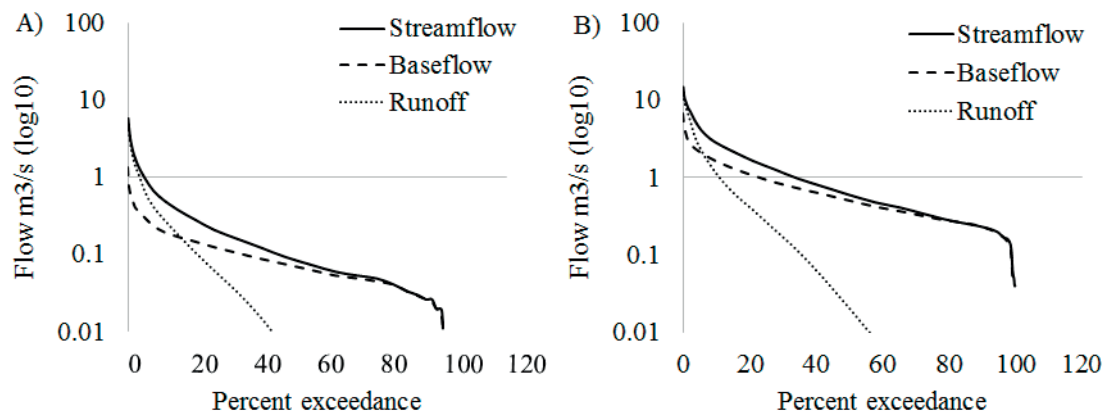 A)
Flow m3/s (log10)
100
10
1
0.1
0.01
Streamflow
Baseflow
Runoff
0 20 40 60 80 100 120
Percent exceedance
B)
Flow m3/s (log10)
100
10
1
0.1
0.01
Streamflow
Baseflow
Runoff
0 20 40 60 80 100 120
Percent exceedance